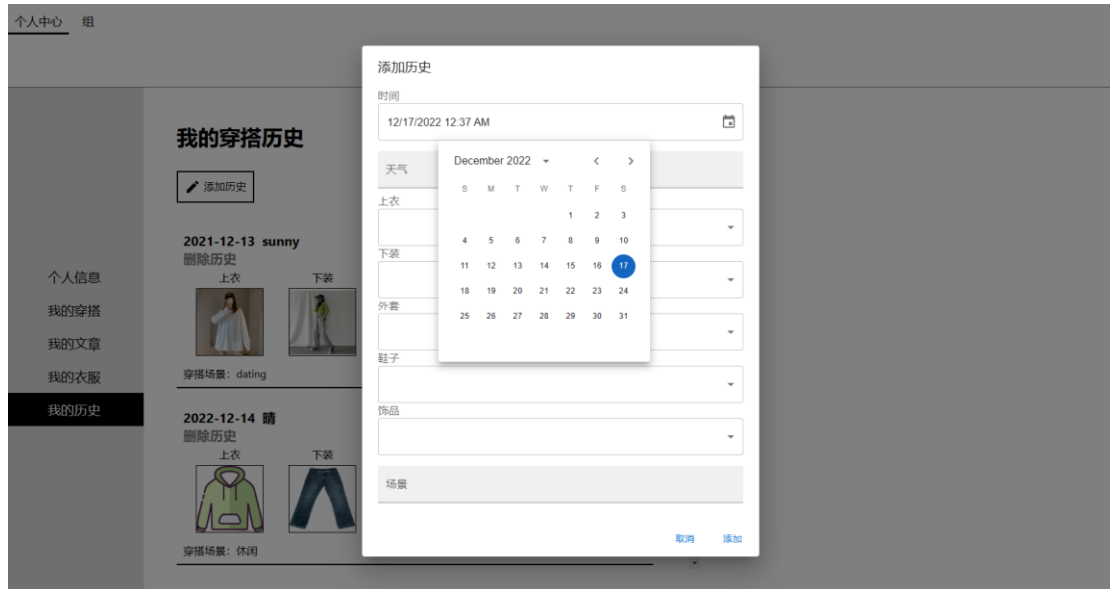 个人中心 组
添加历史
时间
12/17/2022 12:37 AM
我的穿搭历史
添加历史
天气
December 2022
S M T W T F S
1 2 3
4 5 6 7 8 9 10
11 12 13 14 15 16 17
18 19 20 21 22 23 24
25 26 27 28 29 30 31
上衣
下装
外套
鞋子
饰品
场景
取消 添加
2021-12-13 sunny
删除历史
上衣 下装
穿搭场景：dating
2022-12-14 晴
删除历史
上衣 下装
穿搭场景：休闲
个人信息
我的穿搭
我的文章
我的衣服
我的历史